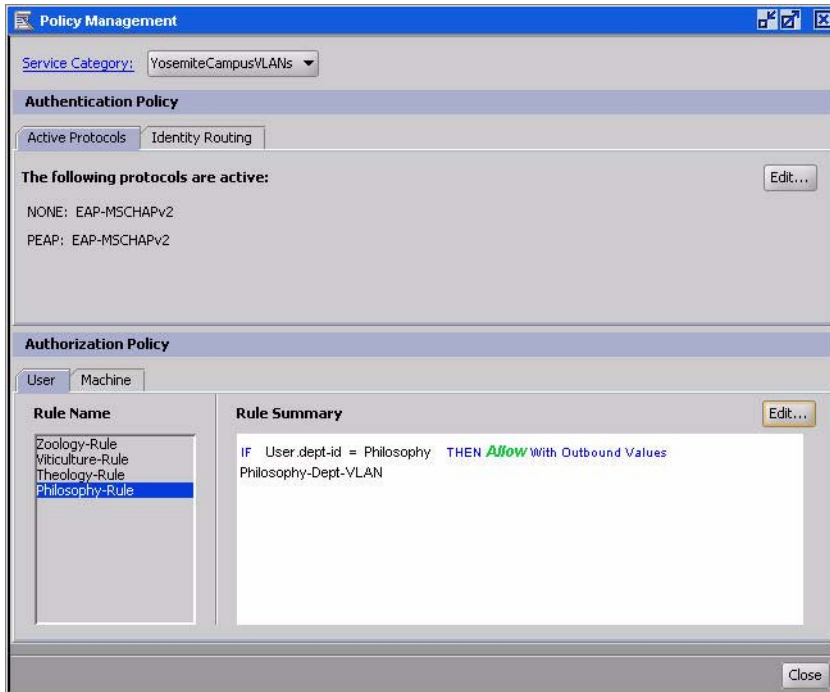 Policy Management
Service Category: YosemiteCampusVLANs
Authentication Policy
Active Protocols Identity Routing
The following protocols are active: Edit...
NONE: EAP-MSCHAPv2
PEAP: EAP-MSCHAPv2
Authorization Policy
User Machine
Rule Name
Zoology-Rule
Viticulture-Rule
Theology-Rule
Philosophy-Rule
Rule Summary Edit...
IF User.dept-id = Philosophy THEN Allow With Outbound Values
Philosophy-Dept-VLAN
Close